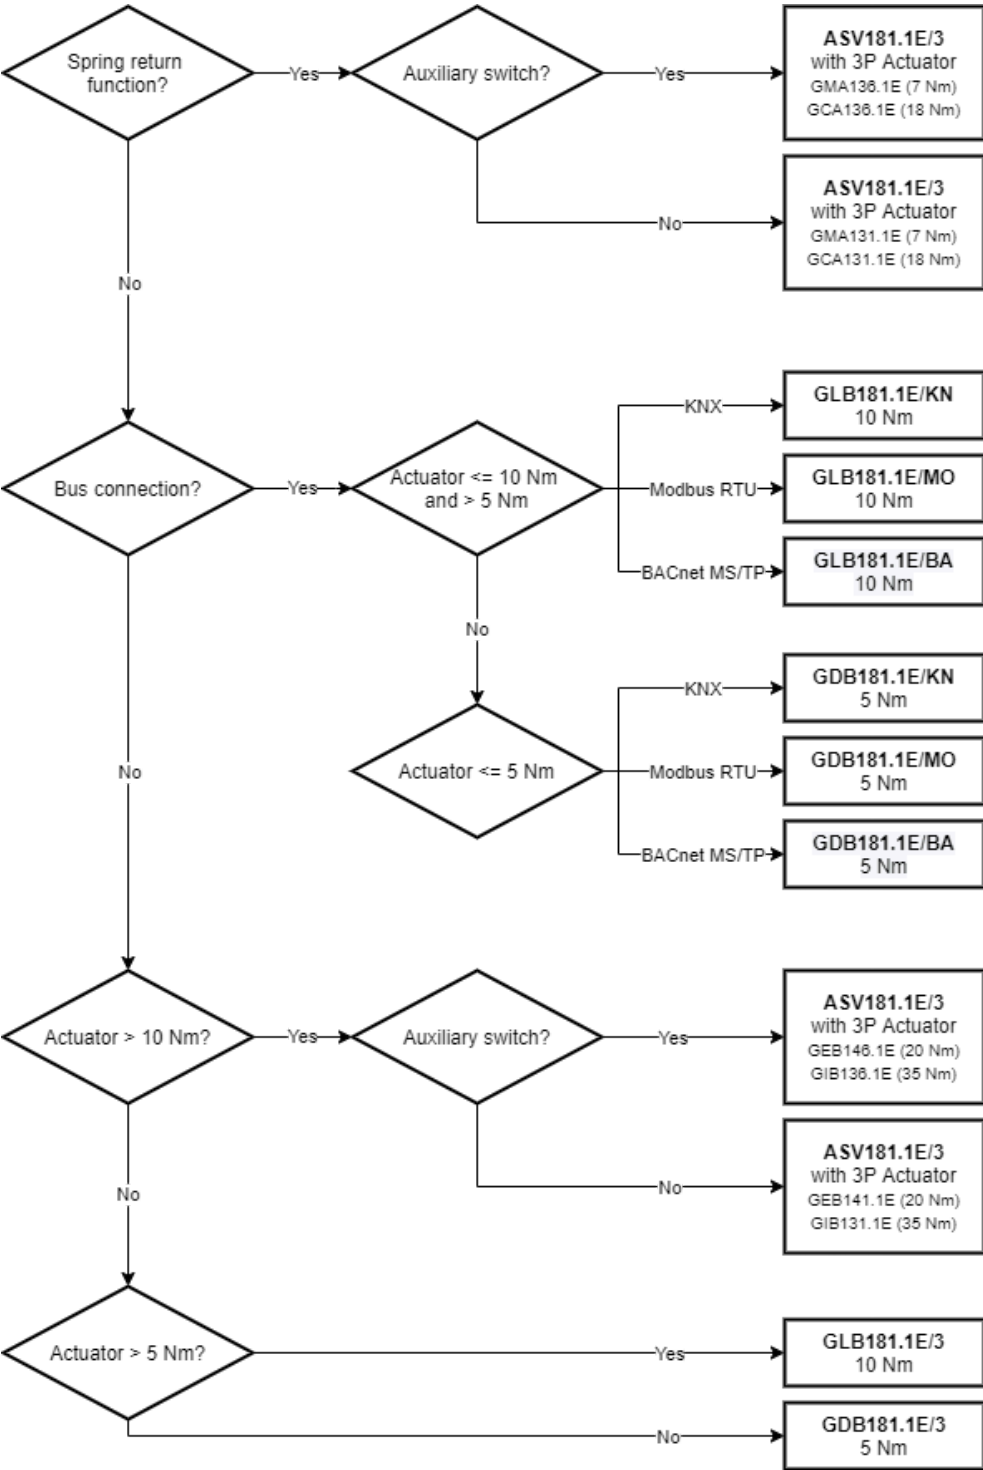 Spring return
function?
Yes
Auxiliary switch?
Yes
ASV181.1E/3
with 3P Actuator
GMA136.1E (7 Nm)
GCA136.1E (18 Nm)
No
ASV181.1E/3
with 3P Actuator
GMA131.1E (7 Nm)
GCA131.1E (18 Nm)
No
Bus connection?
Yes
Actuator <= 10 Nm
and > 5 Nm
KNX
GLB181.1E/KN
10 Nm
Modbus RTU
GLB181.1E/MO
10 Nm
BACnet MS/TP
GLB181.1E/BA
10 Nm
No
Actuator <= 5 Nm
KNX
GDB181.1E/KN
5 Nm
Modbus RTU
GDB181.1E/MO
5 Nm
BACnet MS/TP
GDB181.1E/BA
5 Nm
No
Actuator > 10 Nm?
Yes
Auxiliary switch?
Yes
ASV181.1E/3
with 3P Actuator
GEB146.1E (20 Nm)
GIB136.1E (35 Nm)
No
ASV181.1E/3
with 3P Actuator
GEB141.1E (20 Nm)
GIB131.1E (35 Nm)
No
Actuator > 5 Nm?
Yes
GLB181.1E/3
10 Nm
No
GDB181.1E/3
5 Nm